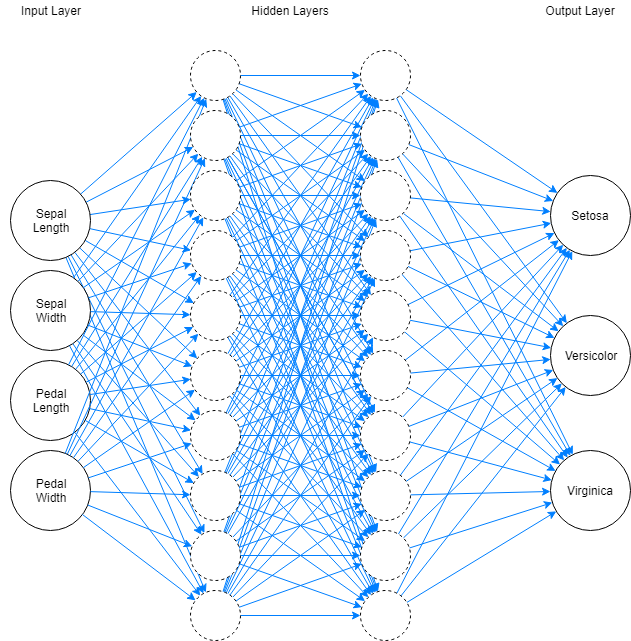 Input Layer
Hidden Layers
Output Layer
Sepal
Length
Sepal
Width
Pedal
Length
Pedal
Width
Setosa
Versicolor
Virginica